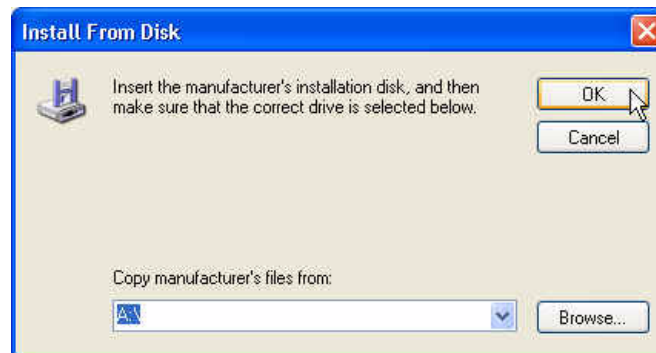 Install From Disk
Insert the manufacturer's installation disk, and then
make sure that the correct drive is selected below.
OK
Cancel
Copy manufacturer's files from:
A:\
Browse...